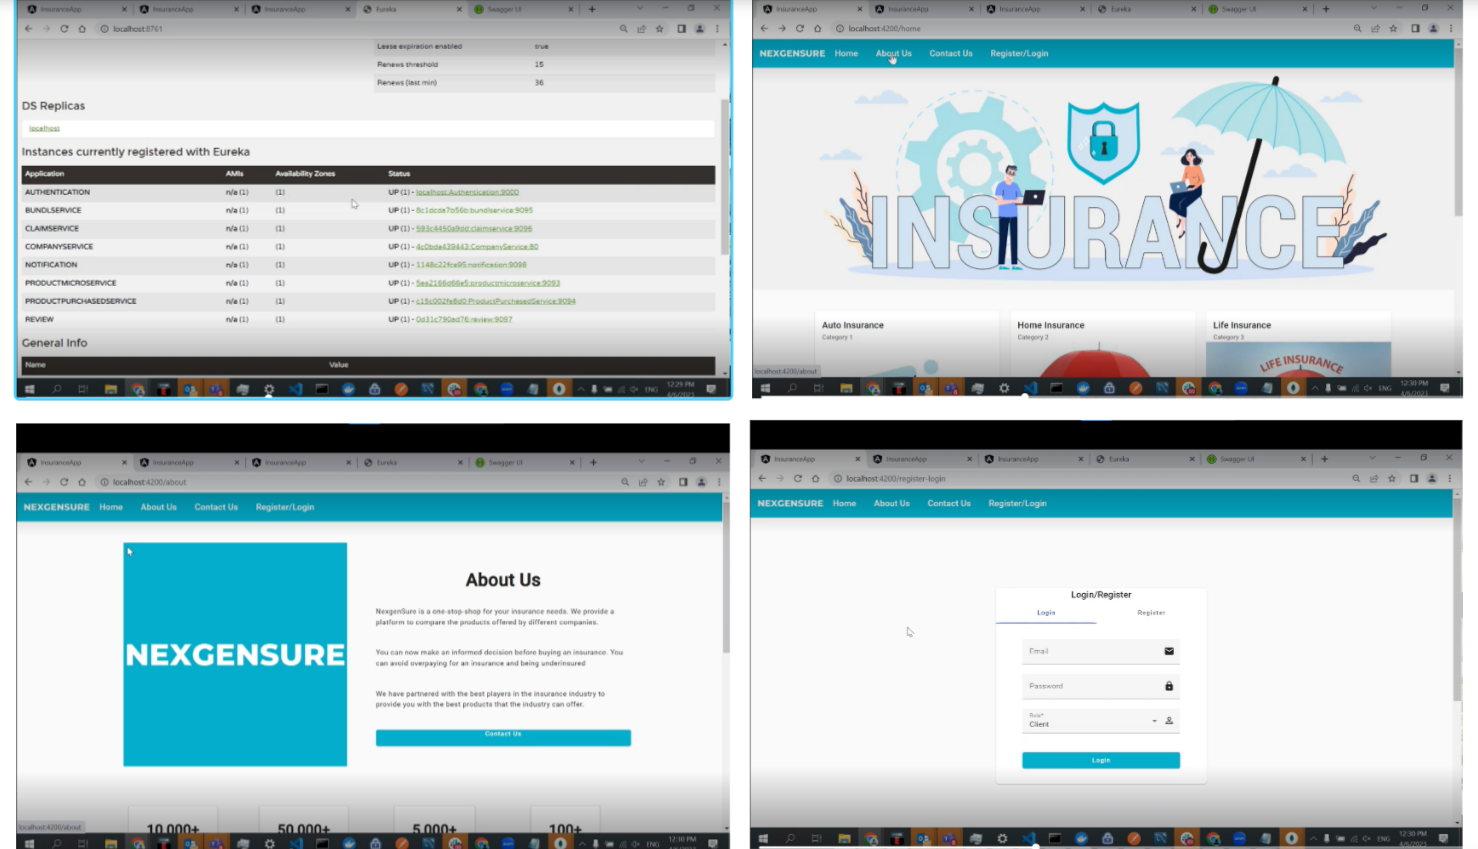 InsuranceApp InsuranceApp InsuranceApp Eureka Swagger UI
localhost:8761
Lease expiration enabled true
Renews threshold 15
Renews (last min) 36
DS Replicas
localhost
Instances currently registered with Eureka
Application AMIs Availability Zones Status
AUTHENTICATION n/a (1) (1) UP (1) - localhost:Authentication:9000
BUNDLSERVICE n/a (1) (1) UP (1) - 8c1dcde7b56b:bundlservice:9095
CLAIMSERVICE n/a (1) (1) UP (1) - 593c4450a9dd:claimservice:9096
COMPANYSERVICE n/a (1) (1) UP (1) - 4c0bde439443:CompanyService:80
NOTIFICATION n/a (1) (1) UP (1) - 1148c22fce95:notification:9098
PRODUCTMICROSERVICE n/a (1) (1) UP (1) - 5ea2166d66e5:productmicroservice:9093
PRODUCTPURCHASEDSERVICE n/a (1) (1) UP (1) - c15c002fe8d0:ProductPurchasedService:9094
REVIEW n/a (1) (1) UP (1) - 0d31c790ed76:review:9097
General Info
Name Value
ENG 12:29 PM
4/6/2023
InsuranceApp InsuranceApp InsuranceApp Eureka Swagger UI
localhost:4200/home
NEXGENSURE Home About Us Contact Us Register/Login
INSURANCE
Auto Insurance Home Insurance Life Insurance
Category 1 Category 2 Category 3
LIFE INSURANCE
localhost:4200/about
ENG 12:30 PM
4/6/2023
InsuranceApp InsuranceApp InsuranceApp Eureka Swagger UI
localhost:4200/about
NEXGENSURE Home About Us Contact Us Register/Login
NEXGENSURE
About Us
NexgenSure is a one-stop-shop for your insurance needs. We provide a
platform to compare the products offered by different companies.
You can now make an informed decision before buying an insurance. You
can avoid overpaying for an insurance and being underinsured
We have partnered with the best players in the insurance industry to
provide you with the best products that the industry can offer.
Contact Us
10,000+ 50,000+ 5,000+ 100+
localhost:4200/about
ENG 12:30 PM
InsuranceApp InsuranceApp InsuranceApp Eureka Swagger UI
localhost:4200/register-login
NEXGENSURE Home About Us Contact Us Register/Login
Login/Register
Login Register
Email
Password
Role*
Client
Login
ENG 12:30 PM
4/6/2023